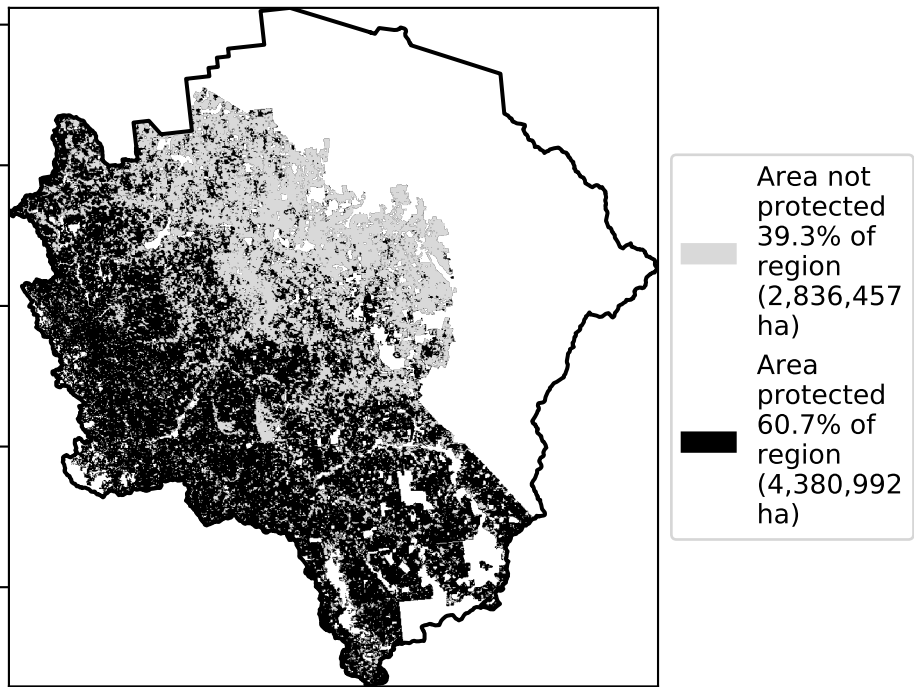 Area not
protected
39.3% of
region
(2,836,457
ha)
Area
protected
60.7% of
region
(4,380,992
ha)